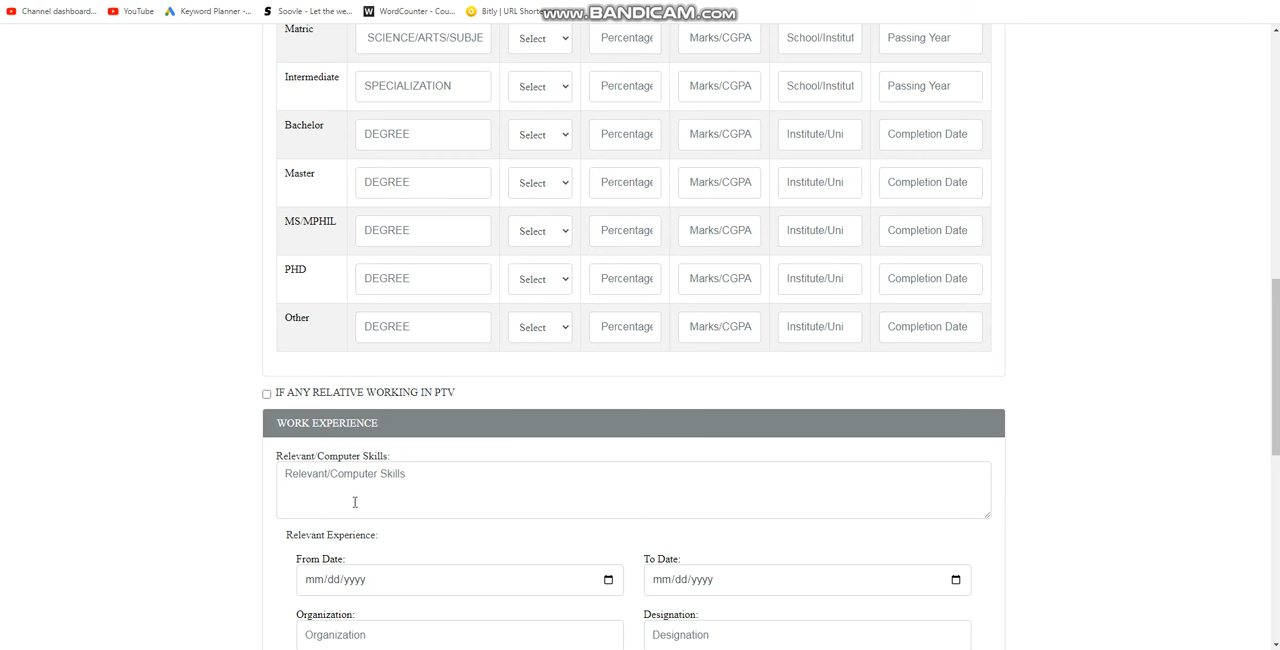 Channel dashboard... YouTube Keyword Planner -... Soovle - Let the we... WordCounter - Cou... Bitly | URL Shorte
www.BANDICAM.com
Matric SCIENCE/ARTS/SUBJE Select Percentage Marks/CGPA School/Institut Passing Year
Intermediate SPECIALIZATION Select Percentage Marks/CGPA School/Institut Passing Year
Bachelor DEGREE Select Percentage Marks/CGPA Institute/Uni Completion Date
Master DEGREE Select Percentage Marks/CGPA Institute/Uni Completion Date
MS/MPHIL DEGREE Select Percentage Marks/CGPA Institute/Uni Completion Date
PHD DEGREE Select Percentage Marks/CGPA Institute/Uni Completion Date
Other DEGREE Select Percentage Marks/CGPA Institute/Uni Completion Date
IF ANY RELATIVE WORKING IN PTV
WORK EXPERIENCE
Relevant/Computer Skills:
Relevant/Computer Skills
Relevant Experience:
From Date: To Date:
mm/dd/yyyy mm/dd/yyyy
Organization: Designation:
Organization Designation